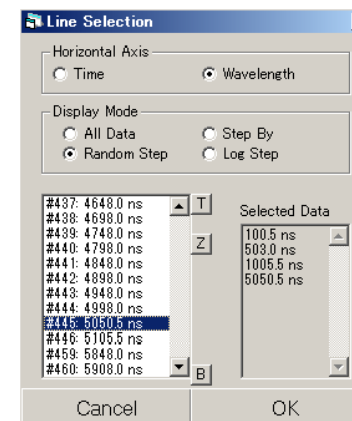 Line Selection
Horizontal Axis
Time
Wavelength
Display Mode
All Data
Step By
Random Step
Log Step
#437: 4648.0 ns
#438: 4698.0 ns
#439: 4748.0 ns
#440: 4798.0 ns
#441: 4848.0 ns
#442: 4898.0 ns
#443: 4948.0 ns
#444: 4998.0 ns
#445: 5050.5 ns
#446: 5105.5 ns
#459: 5848.0 ns
#460: 5908.0 ns
T
Z
B
Selected Data
100.5 ns
503.0 ns
1005.5 ns
5050.5 ns
Cancel
OK